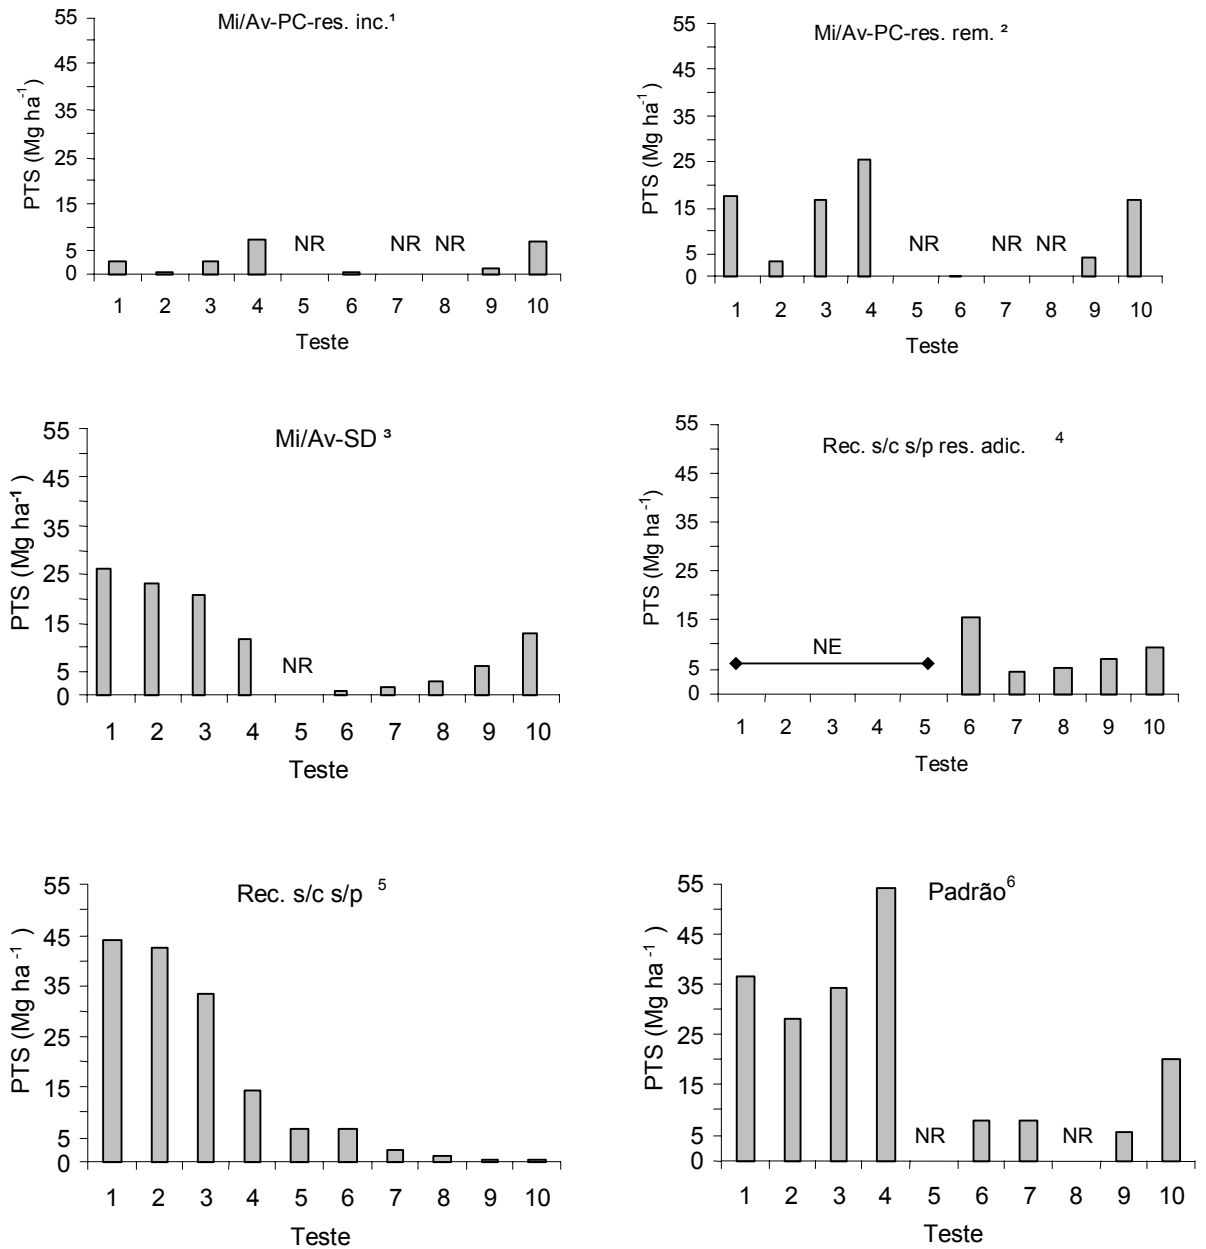 Mi/Av-PC-res. inc.¹
PTS (Mg ha⁻¹)
55
45
35
25
15
5
0
NR NR NR
1 2 3 4 5 6 7 8 9 10
Teste
Mi/Av-PC-res. rem. ²
PTS (Mg ha⁻¹)
55
45
35
25
15
5
0
NR NR NR
1 2 3 4 5 6 7 8 9 10
Teste
Mi/Av-SD ³
PTS (Mg ha⁻¹)
55
45
35
25
15
5
0
NR
1 2 3 4 5 6 7 8 9 10
Teste
Rec. s/c s/p res. adic. ⁴
PTS (Mg ha⁻¹)
55
45
35
25
15
5
0
NE
1 2 3 4 5 6 7 8 9 10
Teste
Rec. s/c s/p ⁵
PTS (Mg ha⁻¹)
55
45
35
25
15
5
0
1 2 3 4 5 6 7 8 9 10
Teste
Padrão⁶
PTS (Mg ha⁻¹)
55
45
35
25
15
5
0
NR NR
1 2 3 4 5 6 7 8 9 10
Teste